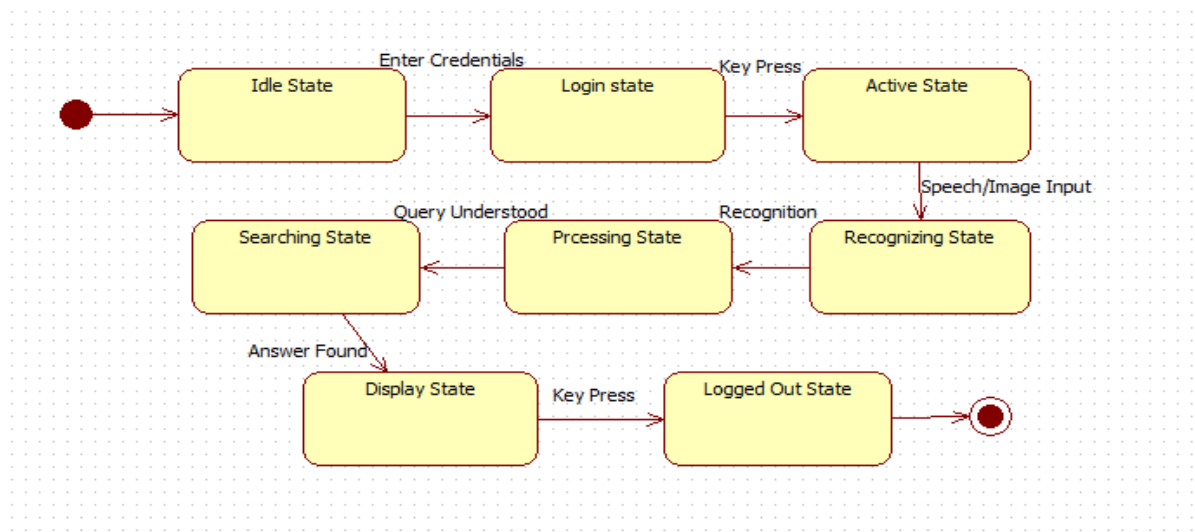 Enter Credentials
Key Press
Idle State
Login state
Active State
Speech/Image Input
Query Understood
Recognition
Searching State
Prcessing State
Recognizing State
Answer Found
Display State
Key Press
Logged Out State